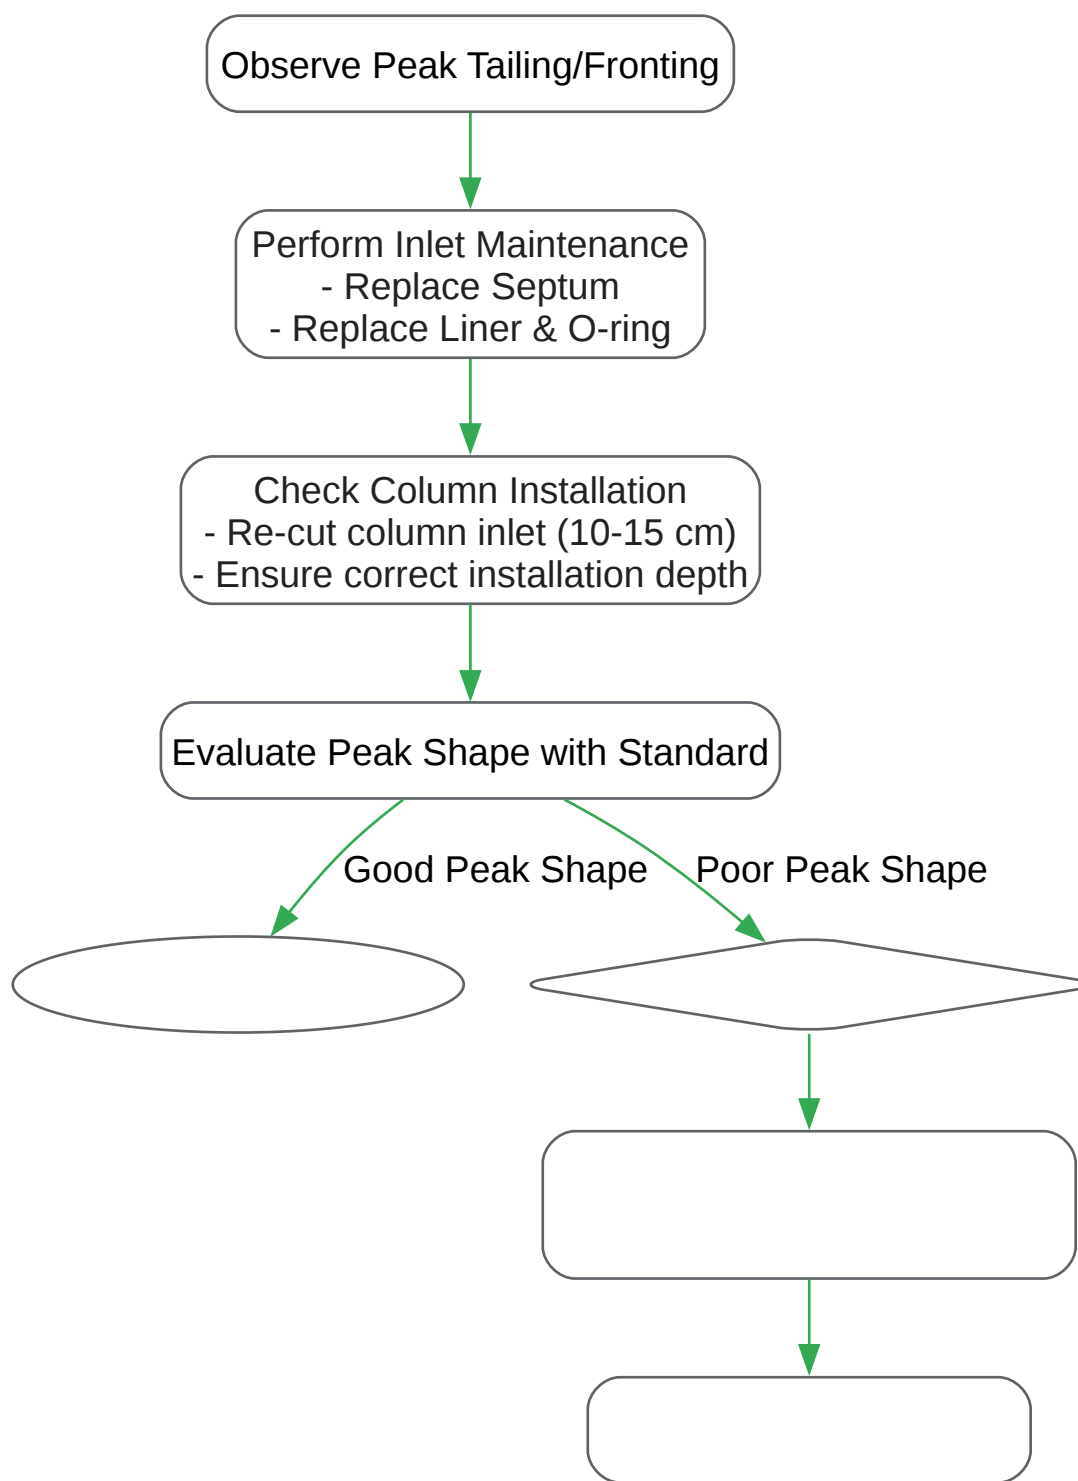 Observe Peak Tailing/Fronting
Perform Inlet Maintenance
- Replace Septum
- Replace Liner & O-ring
Check Column Installation
- Re-cut column inlet (10-15 cm)
- Ensure correct installation depth
Evaluate Peak Shape with Standard
Good Peak Shape
Poor Peak Shape